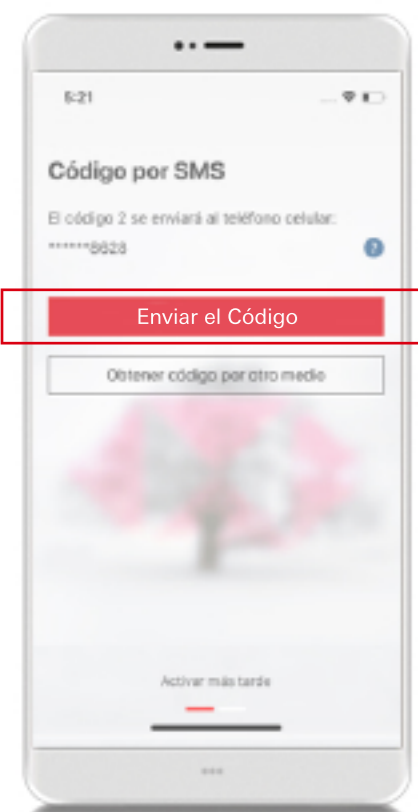 5:21
Código por SMS
El código 2 se enviará al teléfono celular:
******8628
?
Enviar el Código
Obtener código por otro medio
Activar más tarde